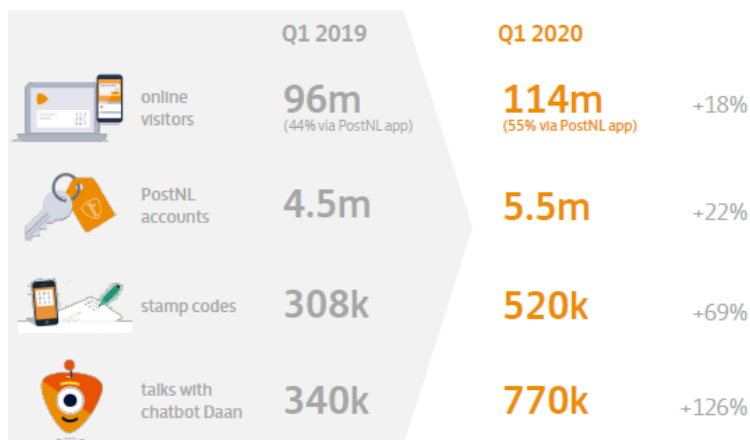 Q1 2019 Q1 2020
online visitors 96m (44% via PostNL app) 114m (55% via PostNL app) +18%
PostNL accounts 4.5m 5.5m +22%
stamp codes 308k 520k +69%
talks with chatbot Daan 340k 770k +126%